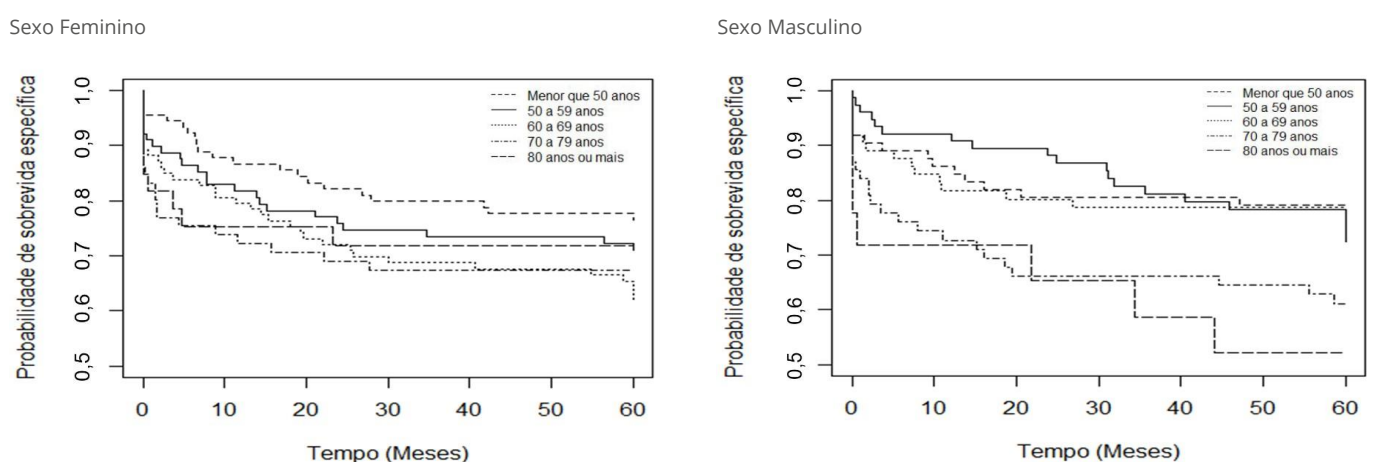 Sexo Feminino
Probabilidade de sobrevida específica
1,0
0,9
0,8
0,7
0,6
0,5
Menor que 50 anos
50 a 59 anos
60 a 69 anos
70 a 79 anos
80 anos ou mais
0 10 20 30 40 50 60
Tempo (Meses)
Sexo Masculino
Probabilidade de sobrevida específica
1,0
0,9
0,8
0,7
0,6
0,5
Menor que 50 anos
50 a 59 anos
60 a 69 anos
70 a 79 anos
80 anos ou mais
0 10 20 30 40 50 60
Tempo (Meses)